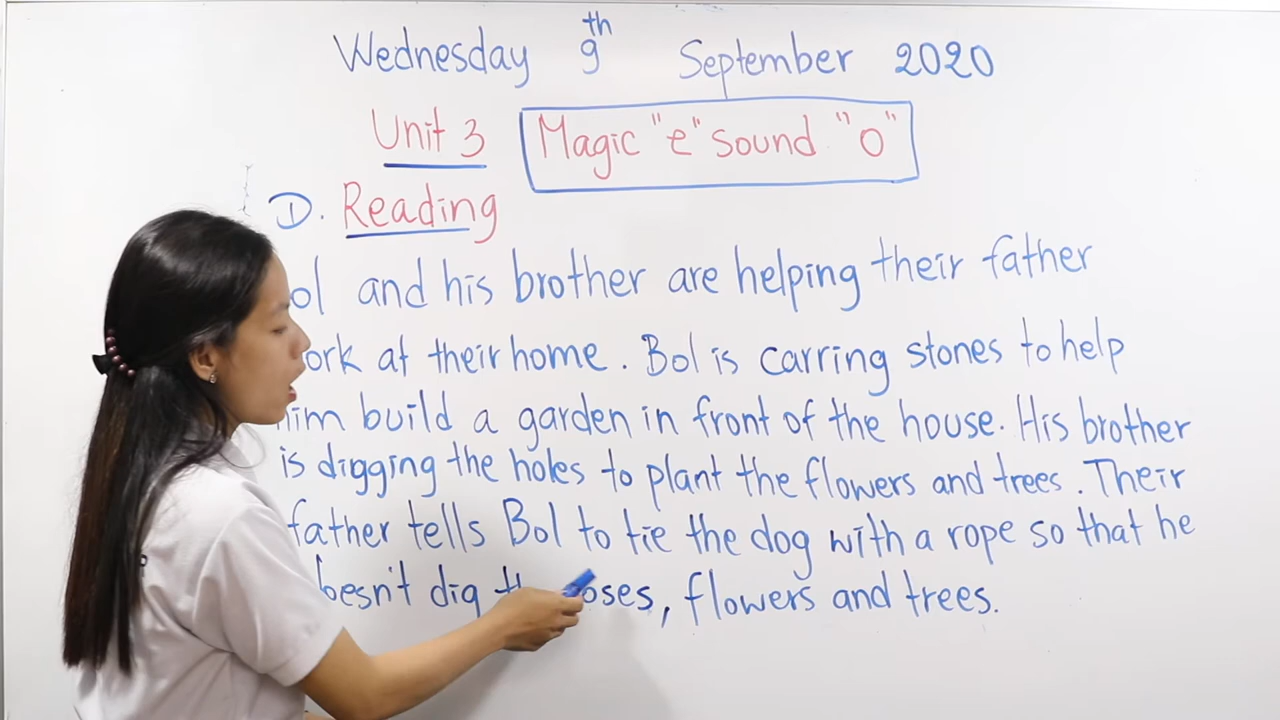 Wednesday 9th September 2020
Unit 3 Magic "e" sound "o"
D. Reading
ol and his brother are helping their father
ork at their home. Bol is carring stones to help
him build a garden in front of the house. His brother
is digging the holes to plant the flowers and trees. Their
father tells Bol to tie the dog with a rope so that he
oesn't dig oses, flowers and trees.